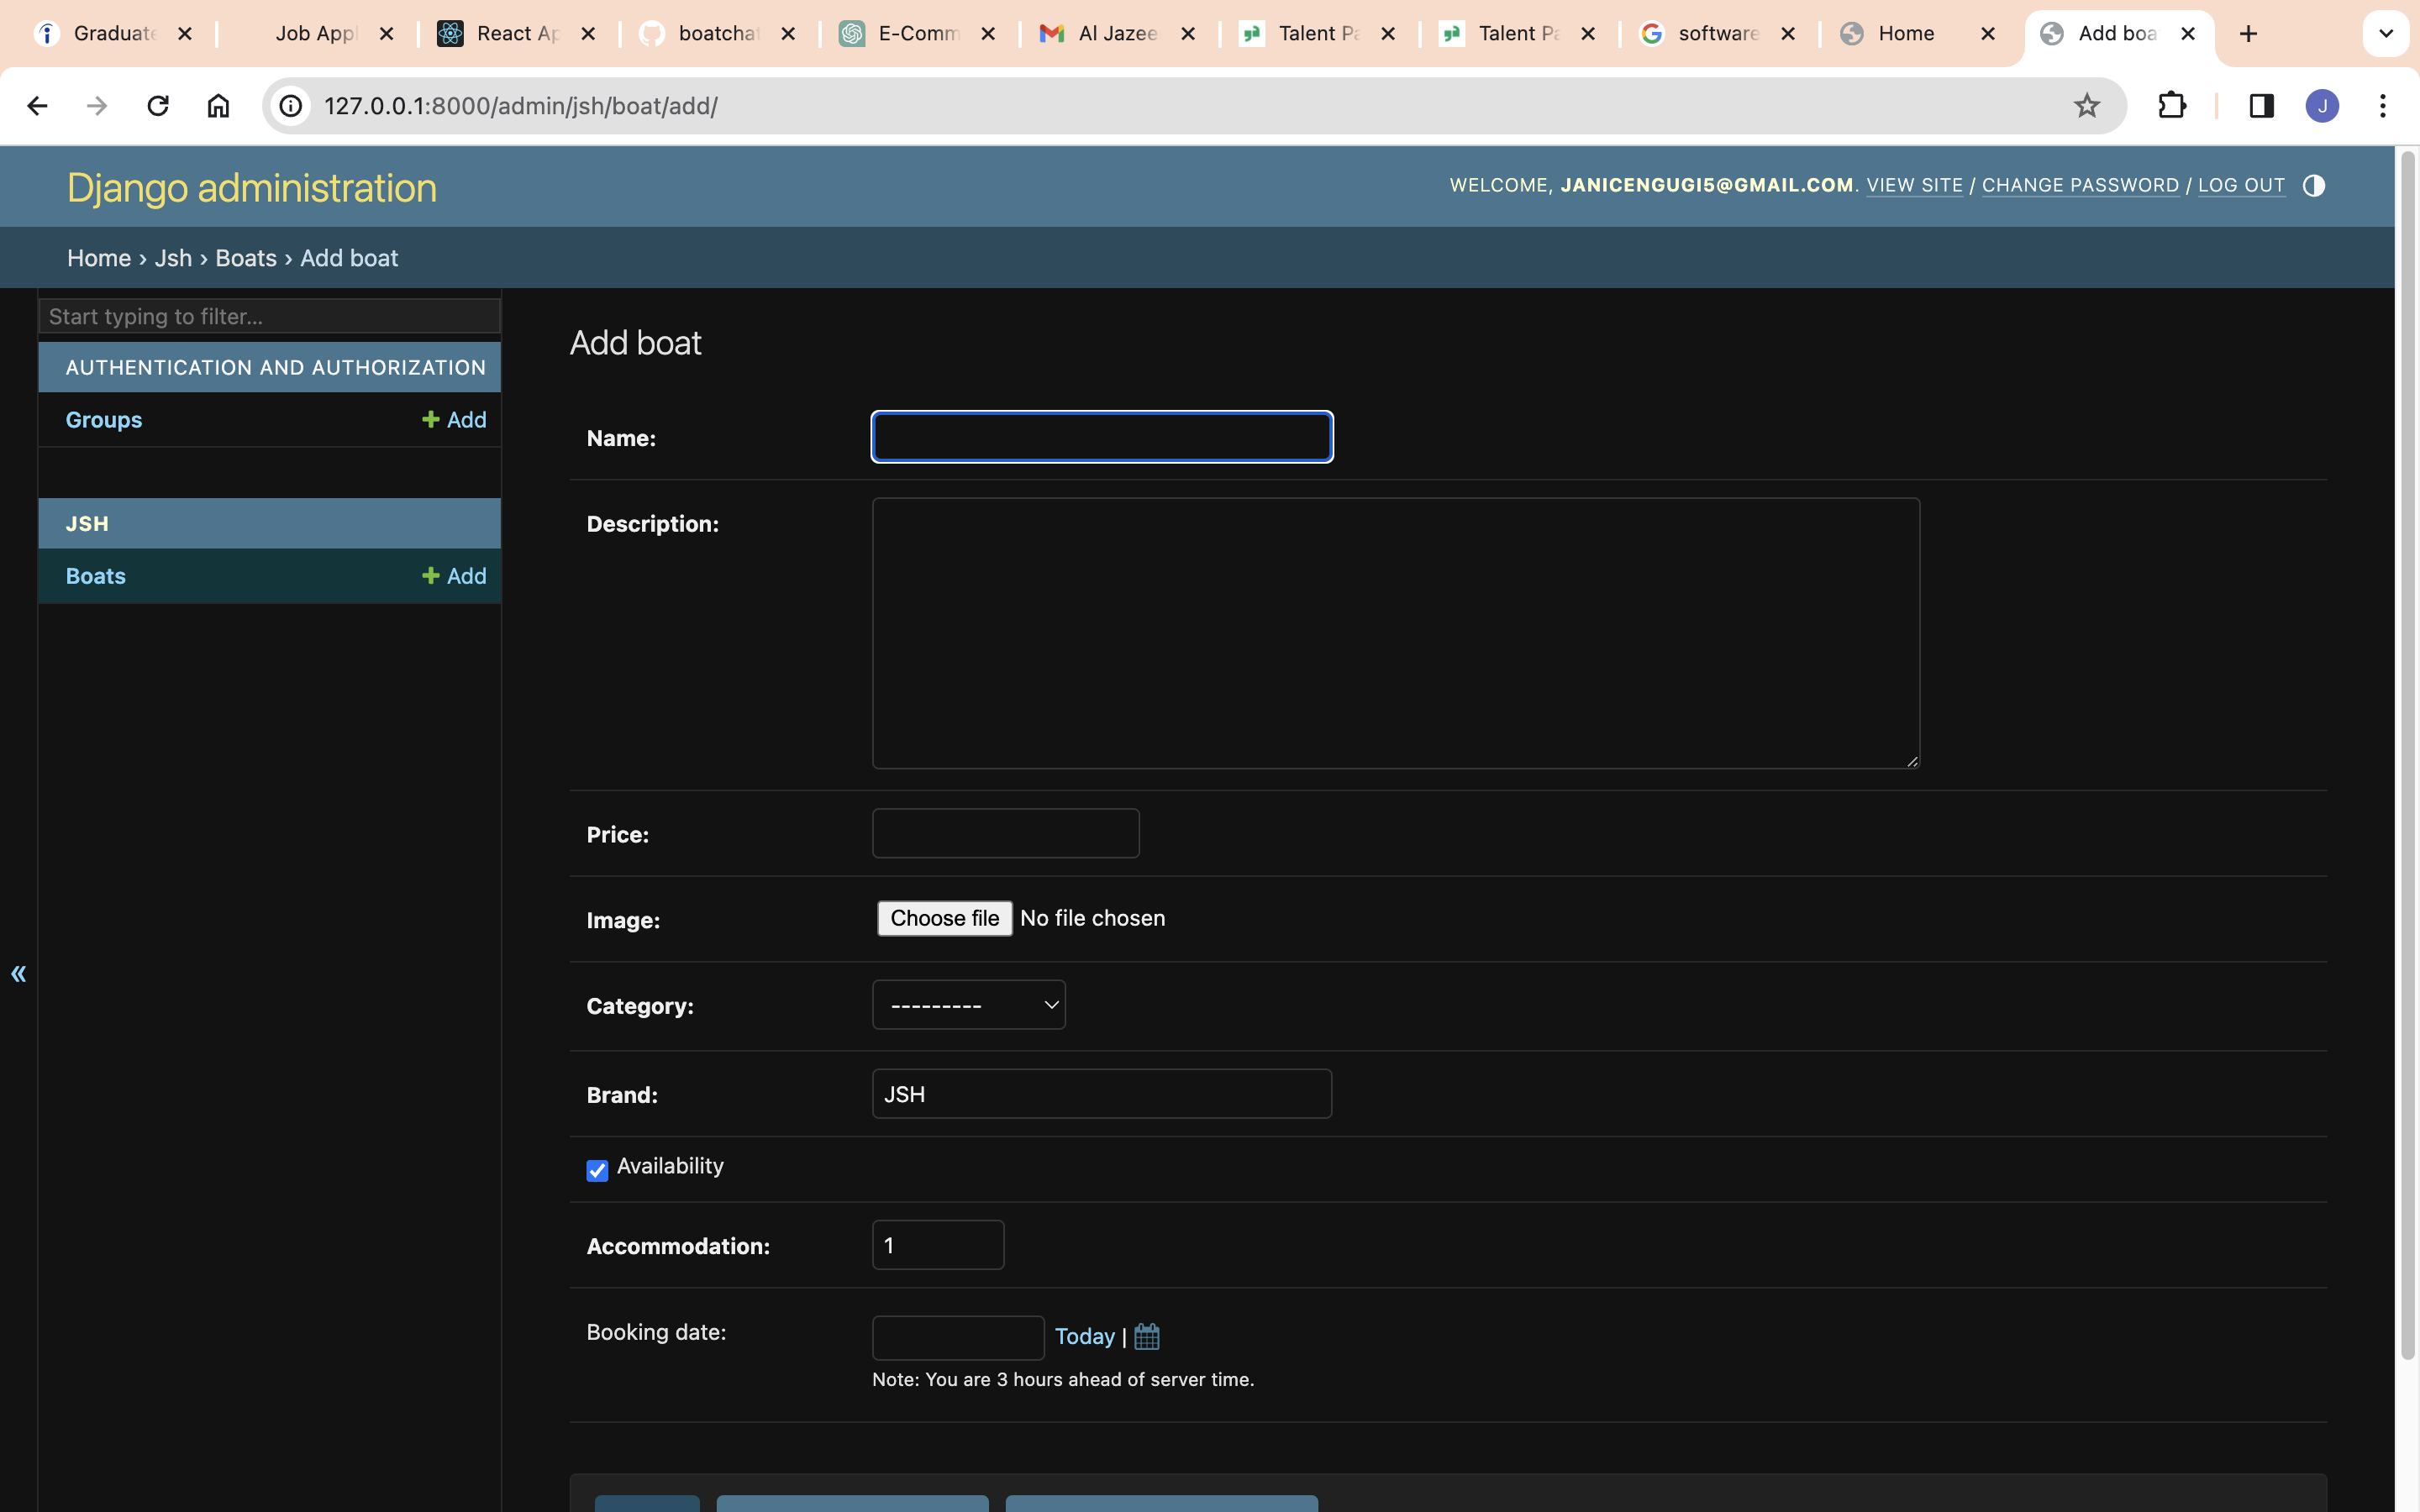 Graduate
Job Appl
React Ap
boatchat
E-Comm
Al Jazee
Talent Pa
Talent Pa
software
Home
Add boa
127.0.0.1:8000/admin/jsh/boat/add/
J
Django administration
WELCOME, JANICENGUGI5@GMAIL.COM. VIEW SITE / CHANGE PASSWORD / LOG OUT
Home › Jsh › Boats › Add boat
Start typing to filter...
AUTHENTICATION AND AUTHORIZATION
Groups + Add
JSH
Boats + Add
«
Add boat
Name:
Description:
Price:
Image: Choose file No file chosen
Category: ---------
Brand: JSH
Availability
Accommodation: 1
Booking date: Today |
Note: You are 3 hours ahead of server time.